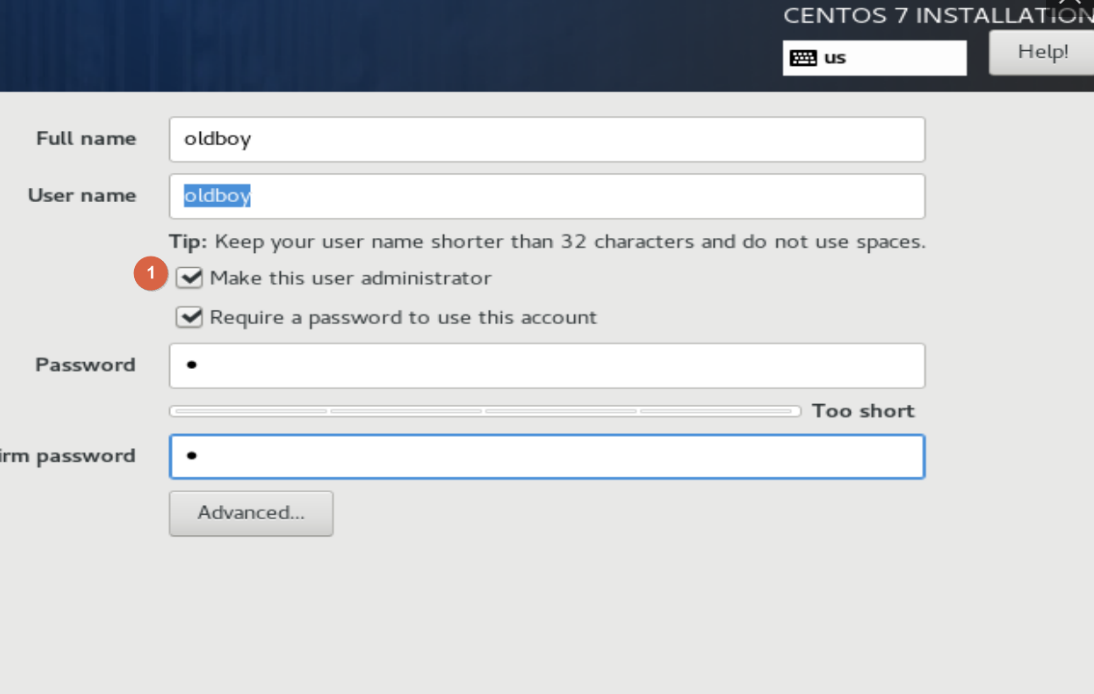 CENTOS 7 INSTALLATION
us
Help!
Full name
oldboy
User name
oldboy
Tip: Keep your user name shorter than 32 characters and do not use spaces.
1
Make this user administrator
Require a password to use this account
Password
Too short
irm password
Advanced...